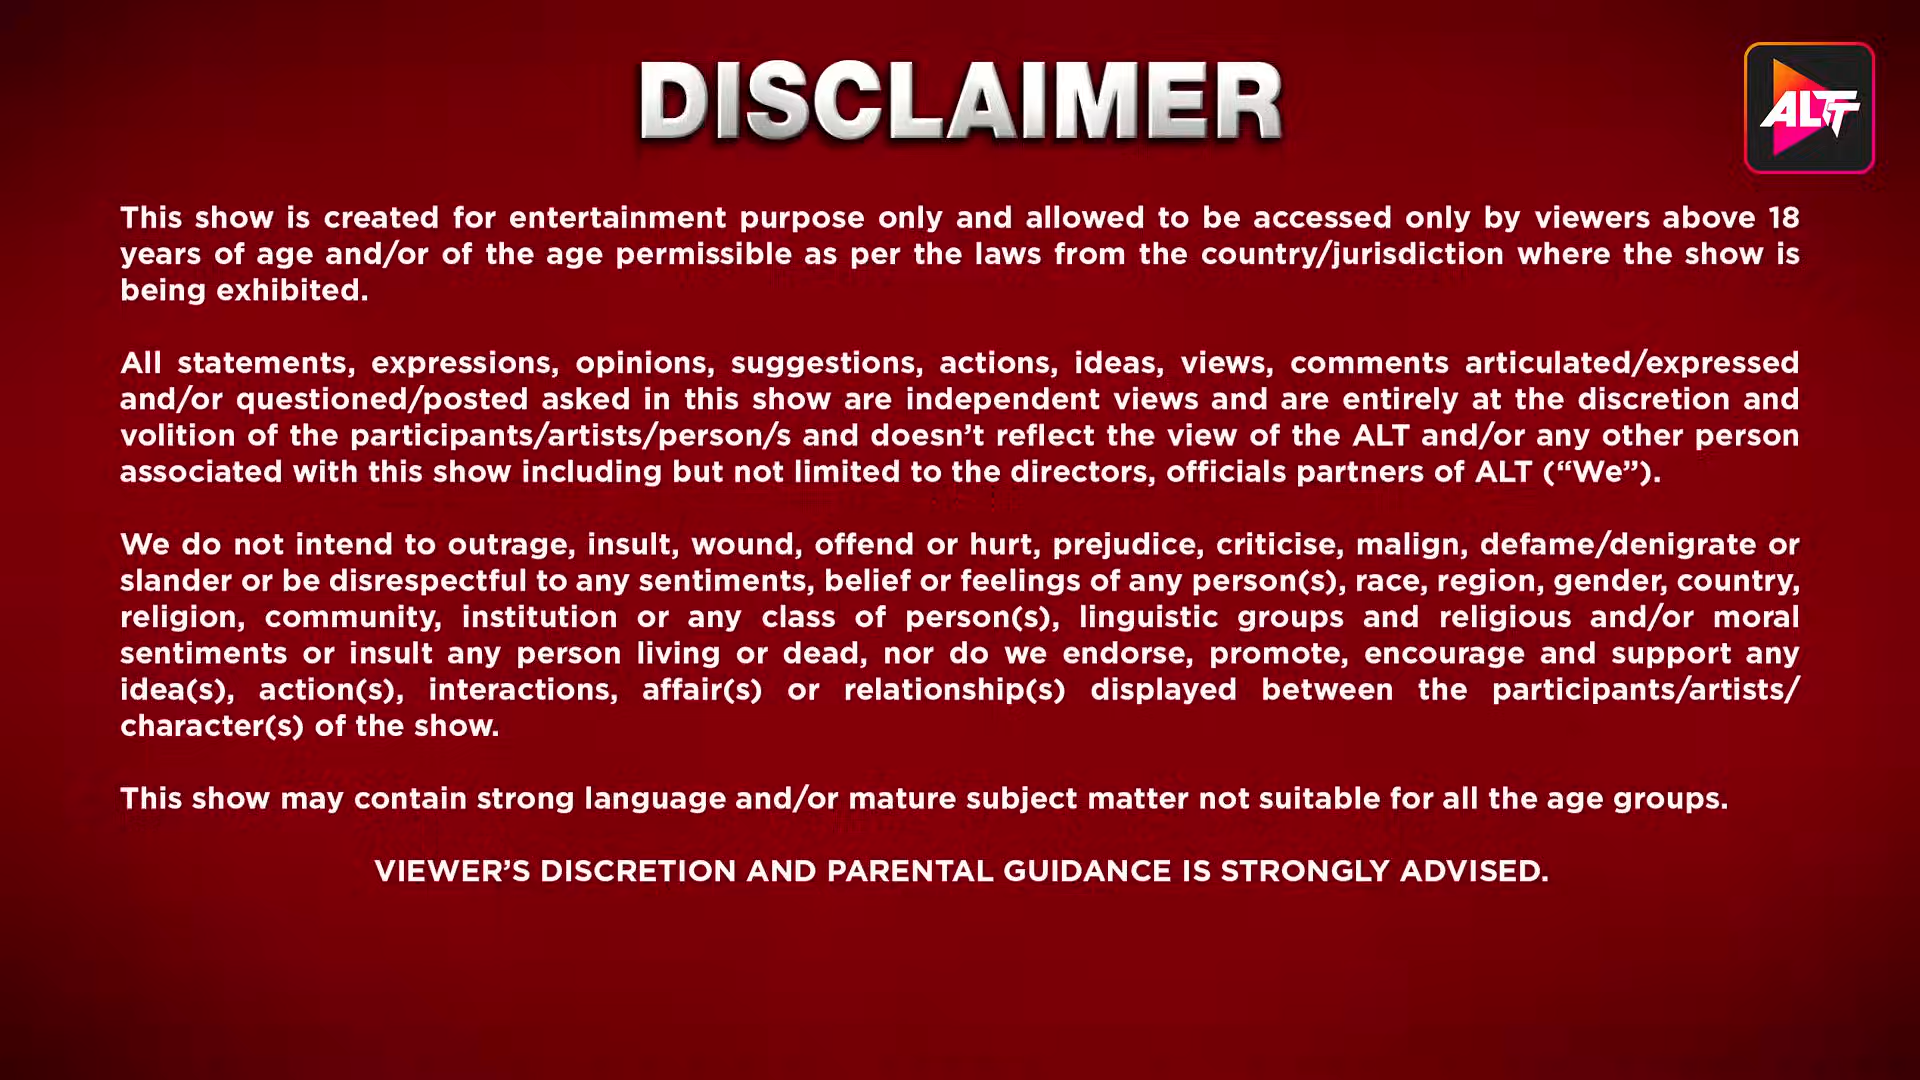 DISCLAIMER
ALTT
This show is created for entertainment purpose only and allowed to be accessed only by viewers above 18
years of age and/or of the age permissible as per the laws from the country/jurisdiction where the show is
being exhibited.
All statements, expressions, opinions, suggestions, actions, ideas, views, comments articulated/expressed
and/or questioned/posted asked in this show are independent views and are entirely at the discretion and
volition of the participants/artists/person/s and doesn’t reflect the view of the ALT and/or any other person
associated with this show including but not limited to the directors, officials partners of ALT (“We”).
We do not intend to outrage, insult, wound, offend or hurt, prejudice, criticise, malign, defame/denigrate or
slander or be disrespectful to any sentiments, belief or feelings of any person(s), race, region, gender, country,
religion, community, institution or any class of person(s), linguistic groups and religious and/or moral
sentiments or insult any person living or dead, nor do we endorse, promote, encourage and support any
idea(s), action(s), interactions, affair(s) or relationship(s) displayed between the participants/artists/
character(s) of the show.
This show may contain strong language and/or mature subject matter not suitable for all the age groups.
VIEWER’S DISCRETION AND PARENTAL GUIDANCE IS STRONGLY ADVISED.